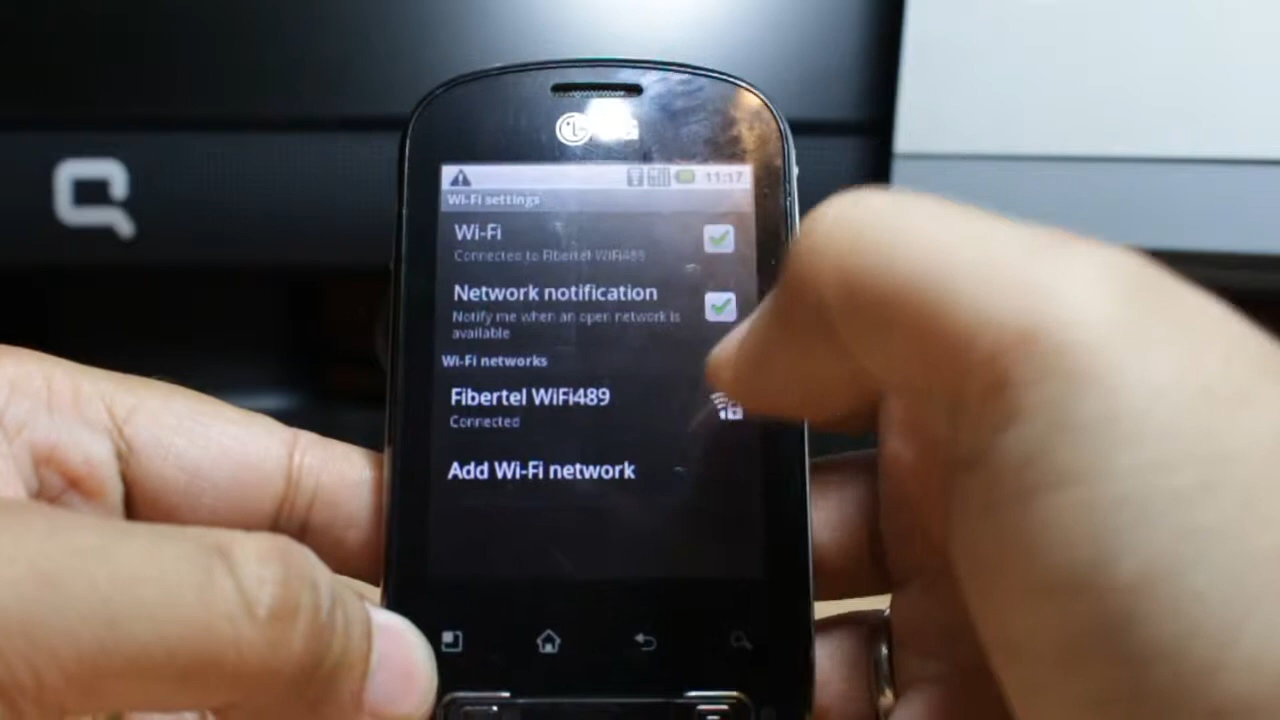 LG
11:17
Wi-Fi settings
Wi-Fi
Connected to Fibertel WiFi489
Network notification
Notify me when an open network is
available
Wi-Fi networks
Fibertel WiFi489
Connected
Add Wi-Fi network